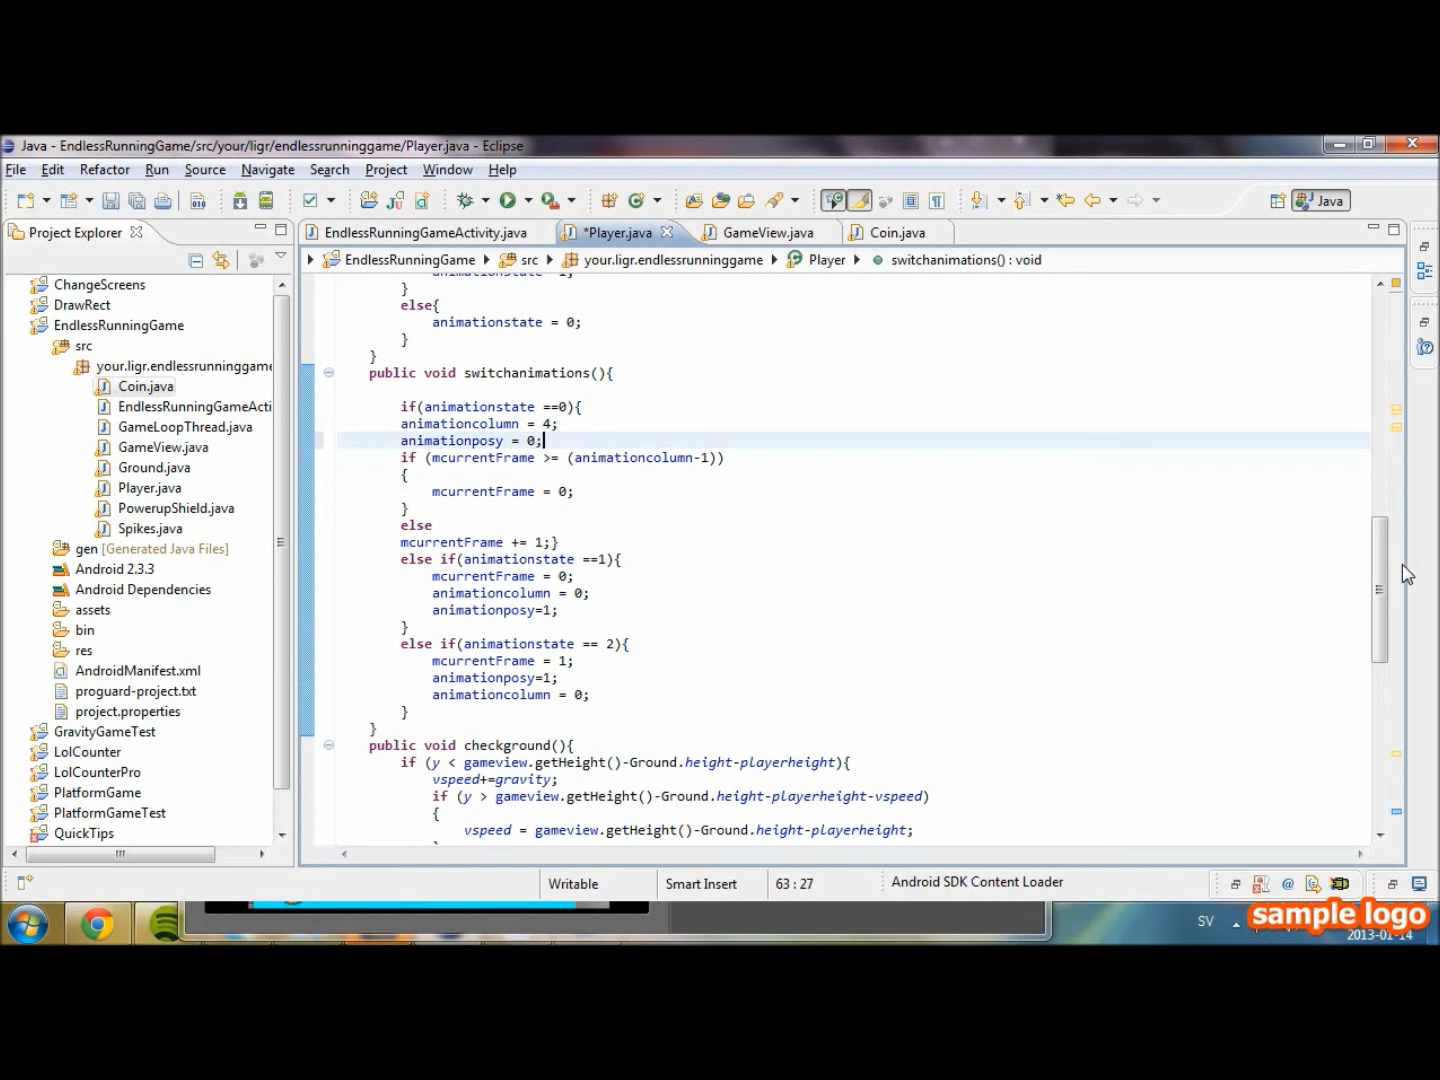 Java - EndlessRunningGame/src/your/ligr/endlessrunninggame/Player.java - Eclipse
File Edit Refactor Run Source Navigate Search Project Window Help
Java
Project Explorer
EndlessRunningGameActivity.java *Player.java GameView.java Coin.java
EndlessRunningGame src your.ligr.endlessrunninggame Player switchanimations() : void
ChangeScreens
DrawRect
EndlessRunningGame
src
your.ligr.endlessrunninggame
Coin.java
EndlessRunningGameActi
GameLoopThread.java
GameView.java
Ground.java
Player.java
PowerupShield.java
Spikes.java
gen [Generated Java Files]
Android 2.3.3
Android Dependencies
assets
bin
res
AndroidManifest.xml
proguard-project.txt
project.properties
GravityGameTest
LolCounter
LolCounterPro
PlatformGame
PlatformGameTest
QuickTips
}
else{
animationstate = 0;
}
}
public void switchanimations(){
if(animationstate ==0){
animationcolumn = 4;
animationposy = 0;
if (mcurrentFrame >= (animationcolumn-1))
{
mcurrentFrame = 0;
}
else
mcurrentFrame += 1;}
else if(animationstate ==1){
mcurrentFrame = 0;
animationcolumn = 0;
animationposy=1;
}
else if(animationstate == 2){
mcurrentFrame = 1;
animationposy=1;
animationcolumn = 0;
}
}
public void checkground(){
if (y < gameview.getHeight()-Ground.height-playerheight){
vspeed+=gravity;
if (y > gameview.getHeight()-Ground.height-playerheight-vspeed)
{
vspeed = gameview.getHeight()-Ground.height-playerheight;
Writable Smart Insert 63 : 27 Android SDK Content Loader
SV
sample logo
2013-01-14